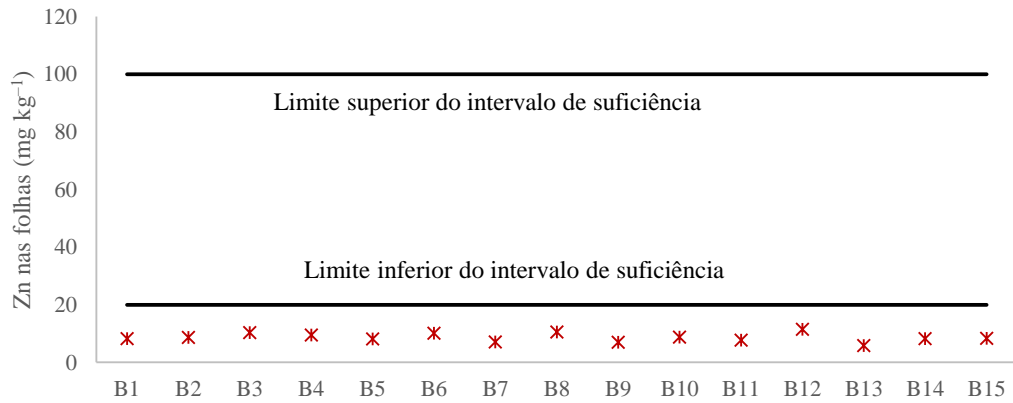 120
100
80
60
40
20
0
Zn nas folhas (mg kg⁻¹)
Limite superior do intervalo de suficiência
Limite inferior do intervalo de suficiência
B1 B2 B3 B4 B5 B6 B7 B8 B9 B10 B11 B12 B13 B14 B15